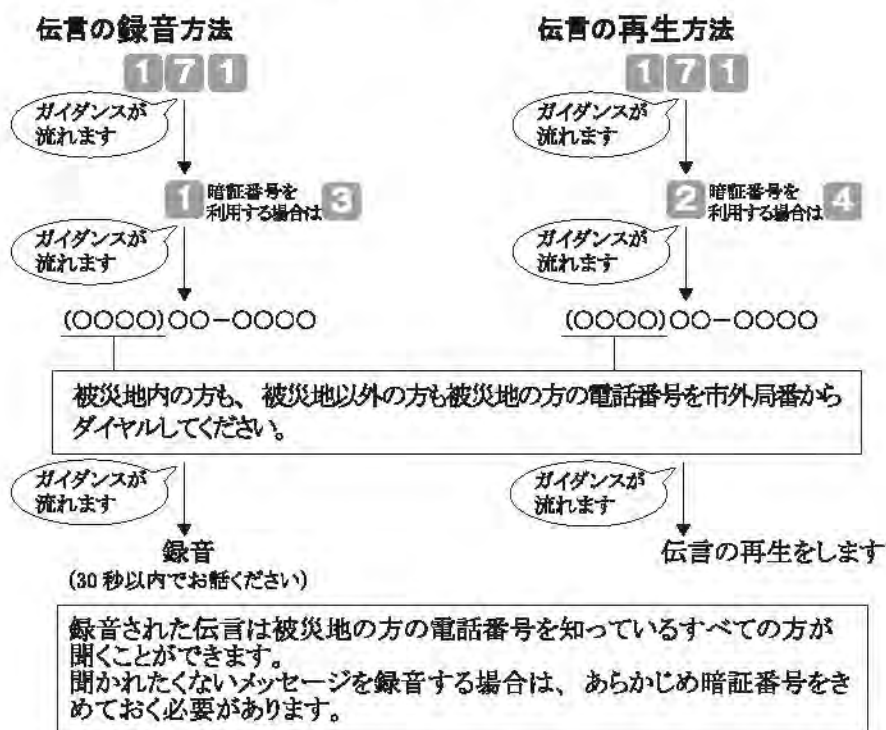 伝言の録音方法
171
ガイダンスが
流れます
1 暗証番号を
利用する場合は 3
ガイダンスが
流れます
(〇〇〇〇)〇〇-〇〇〇〇
伝言の再生方法
171
ガイダンスが
流れます
2 暗証番号を
利用する場合は 4
ガイダンスが
流れます
(〇〇〇〇)〇〇-〇〇〇〇
被災地内の方も、被災地以外の方も被災地の方の電話番号を市外局番から
ダイヤルしてください。
ガイダンスが
流れます
録音
(30秒以内でお話ください)
ガイダンスが
流れます
伝言の再生をします
録音された伝言は被災地の方の電話番号を知っているすべての方が
聞くことができます。
聞かれたくないメッセージを録音する場合は、あらかじめ暗証番号をき
めておく必要があります。